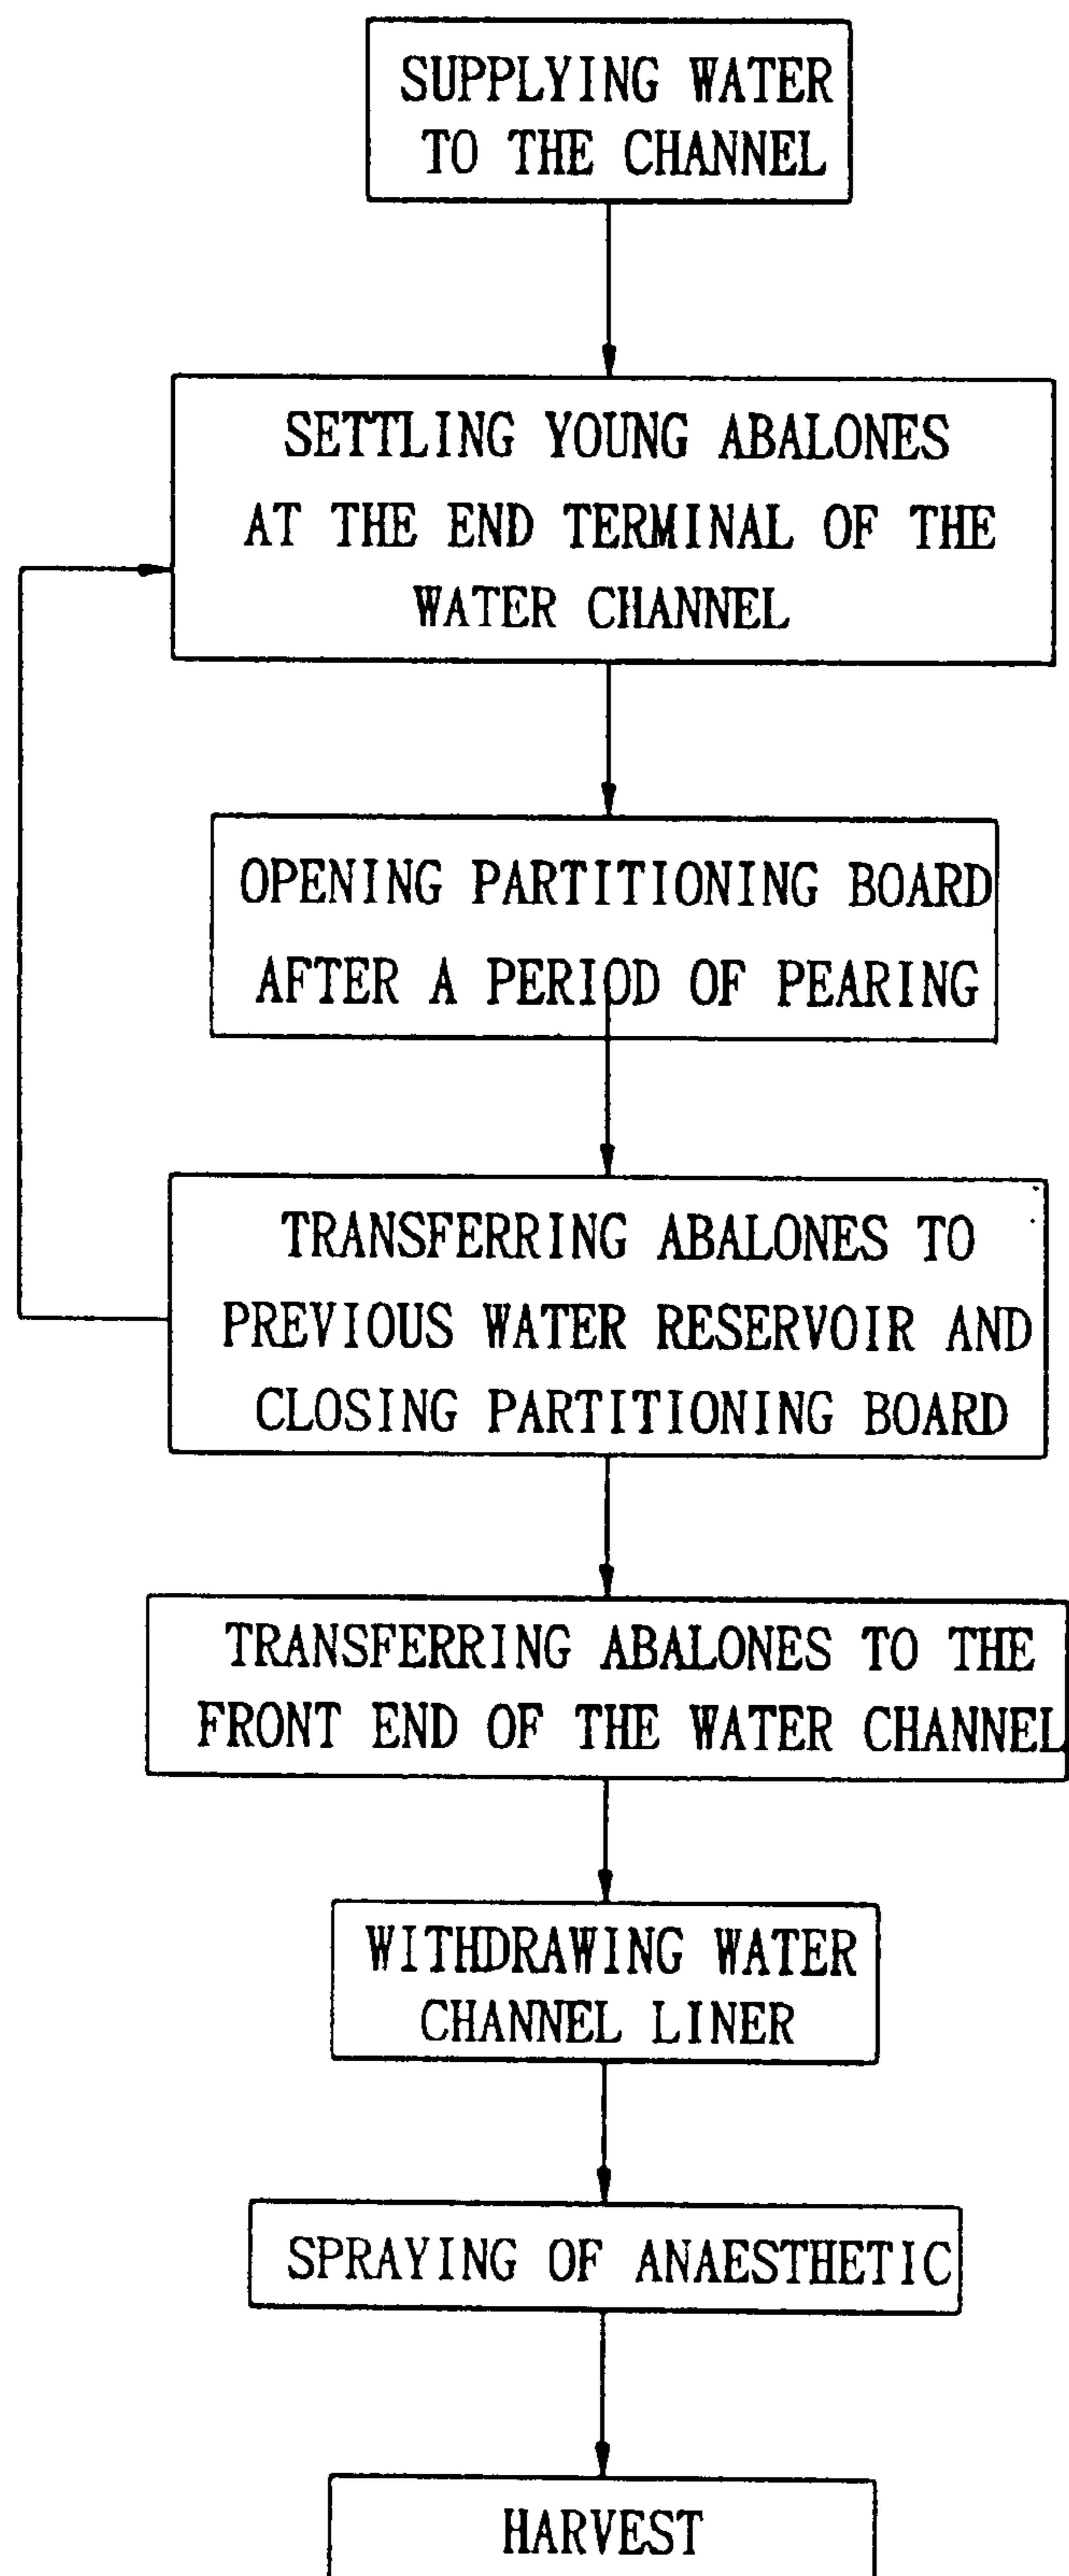 SUPPLYING WATER
TO THE CHANNEL
SETTLING YOUNG ABALONES
AT THE END TERMINAL OF THE
WATER CHANNEL
OPENING PARTITIONING BOARD
AFTER A PERIOD OF PEARING
TRANSFERRING ABALONES TO
PREVIOUS WATER RESERVOIR AND
CLOSING PARTITIONING BOARD
TRANSFERRING ABALONES TO THE
FRONT END OF THE WATER CHANNEL
WITHDRAWING WATER
CHANNEL LINER
SPRAYING OF ANAESTHETIC
HARVEST